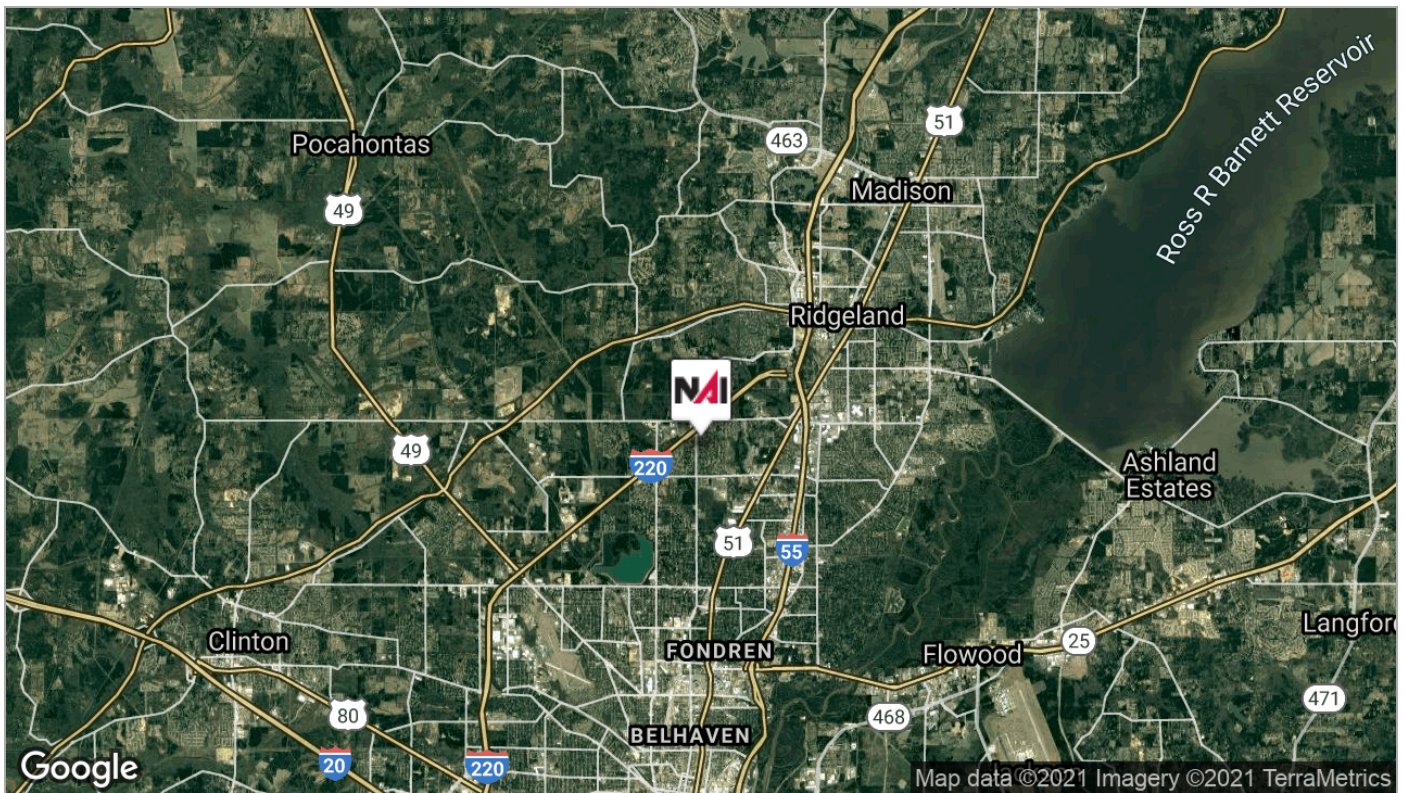 Ross R Barnett Reservoir
51
463
Pocahontas
Madison
49
Ridgeland
NAI
49
220
Ashland
Estates
51
55
Clinton
FONDREN
Flowood
25
Langford
471
80
468
BELHAVEN
20
220
Google
Map data ©2021 Imagery ©2021 TerraMetrics